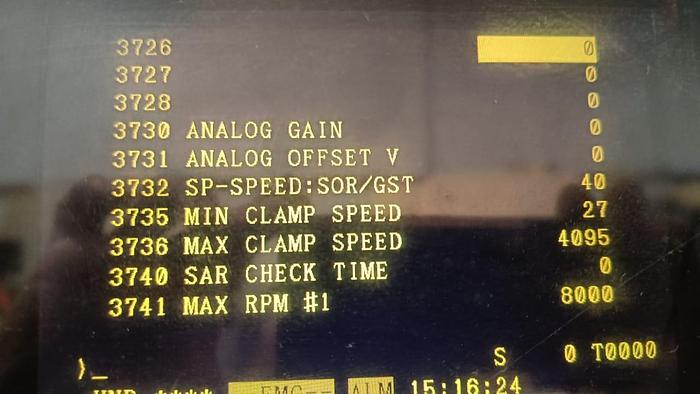 3726 0
3727 0
3728 0
3730 ANALOG GAIN 0
3731 ANALOG OFFSET V 0
3732 SP-SPEED:SOR/GST 40
3735 MIN CLAMP SPEED 27
3736 MAX CLAMP SPEED 4095
3740 SAR CHECK TIME 0
3741 MAX RPM #1 8000
S 0 T0000
)_
**** EMG-- ALM 15:16:24